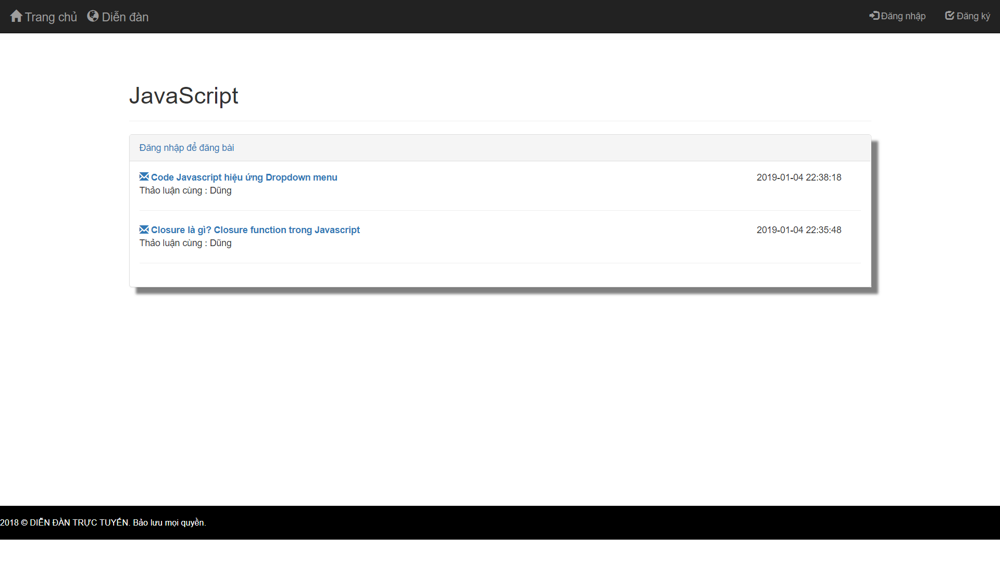 Trang chủ Diễn đàn Đăng nhập Đăng ký
JavaScript
Đăng nhập để đăng bài
Code Javascript hiệu ứng Dropdown menu 2019-01-04 22:38:18
Thảo luận cùng : Dũng
Closure là gì? Closure function trong Javascript 2019-01-04 22:35:48
Thảo luận cùng : Dũng
2018 © DIỄN ĐÀN TRỰC TUYẾN. Bảo lưu mọi quyền.